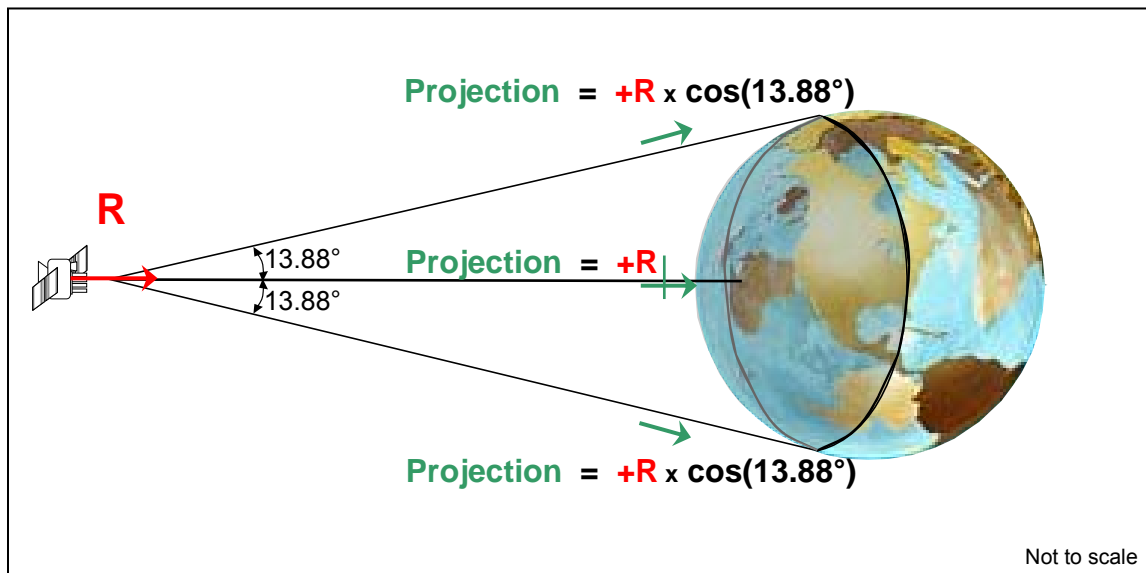 Projection = +R x cos(13.88°)
R
13.88°
Projection = +R
13.88°
Projection = +R x cos(13.88°)
Not to scale